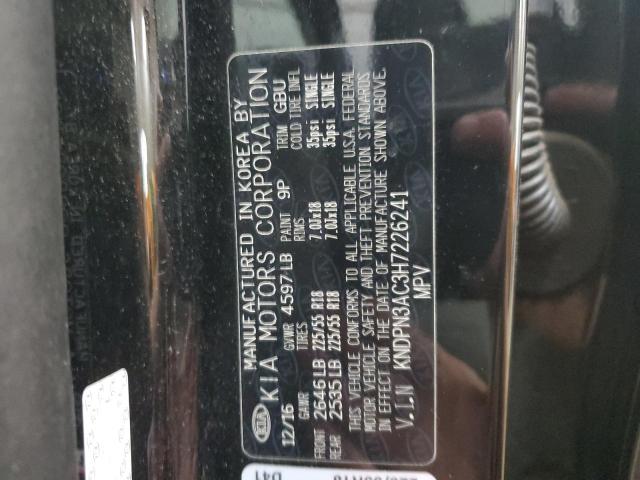 MANUFACTURED IN KOREA BY
KIA KIA MOTORS CORPORATION
12/16 GVWR 4597LB PAINT 9P TRIM GBU
GAWR TIRES RIMS COLD TIRE INFL
FRONT 2646LB 225/55 R18 7.0Jx18 35psi SINGLE
REAR 2535LB 225/55 R18 7.0Jx18 35psi SINGLE
THIS VEHICLE CONFORMS TO ALL APPLICABLE U.S.A. FEDERAL
MOTOR VEHICLE SAFETY AND THEFT PREVENTION STANDARDS
IN EFFECT ON THE DATE OF MANUFACTURE SHOWN ABOVE.
V.I.N KNDPN3AC3H7226241
MPV
D41